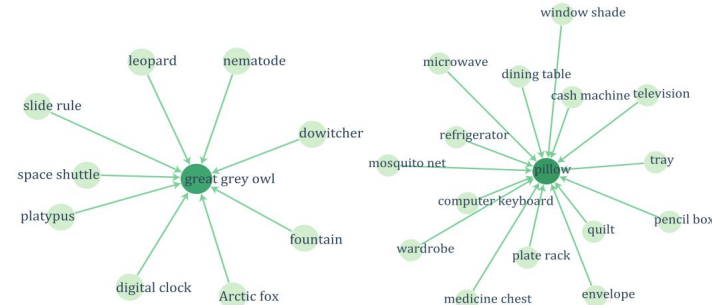 leopard
nematode
slide rule
dowitcher
space shuttle
great grey owl
platypus
fountain
digital clock
Arctic fox
window shade
microwave
dining table
cash machine
television
refrigerator
mosquito net
pillow
tray
computer keyboard
pencil box
quilt
wardrobe
plate rack
medicine chest
envelope